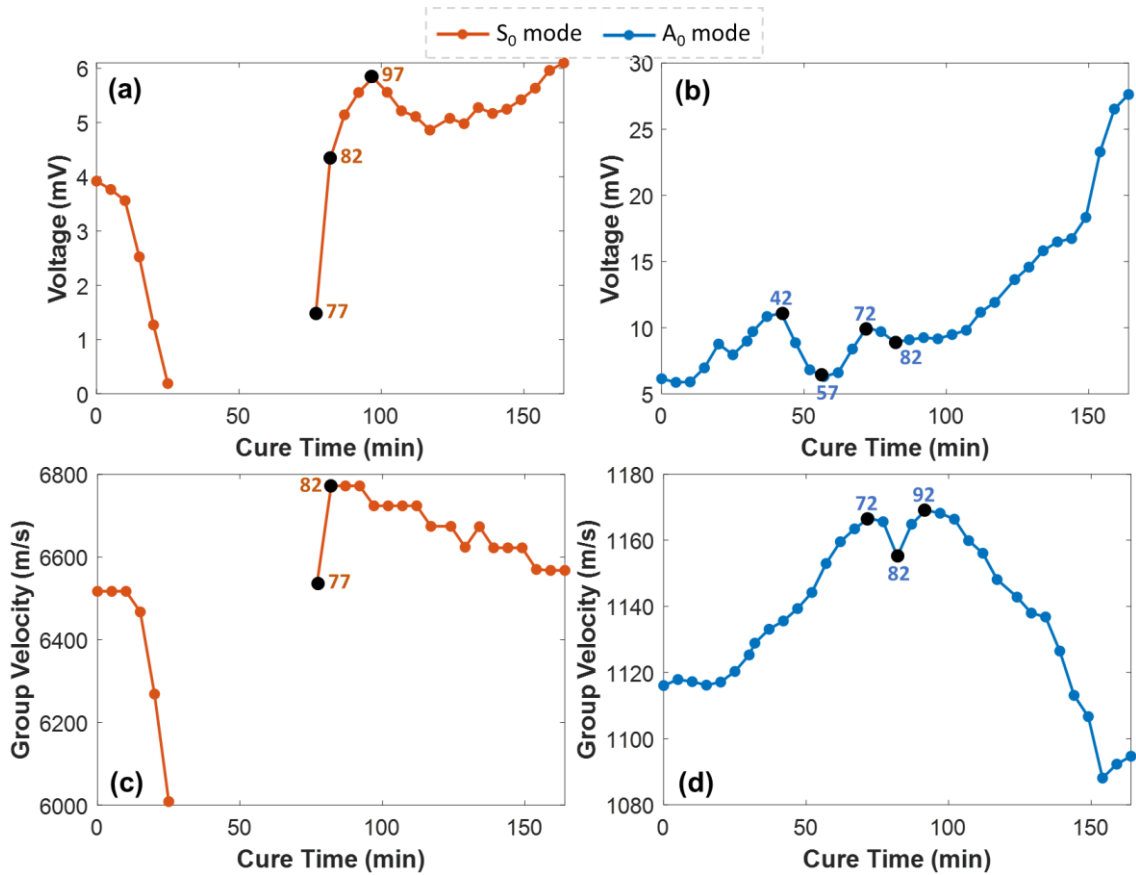 S₀ mode A₀ mode
(a)
6
5
4
3
2
1
0
Voltage (mV)
97
82
77
0 50 100 150
Cure Time (min)
(b)
30
25
20
15
10
5
Voltage (mV)
42
57
72
82
0 50 100 150
Cure Time (min)
(c)
6800
6600
6400
6200
6000
Group Velocity (m/s)
82
77
0 50 100 150
Cure Time (min)
(d)
1180
1160
1140
1120
1100
1080
Group Velocity (m/s)
72
92
82
0 50 100 150
Cure Time (min)